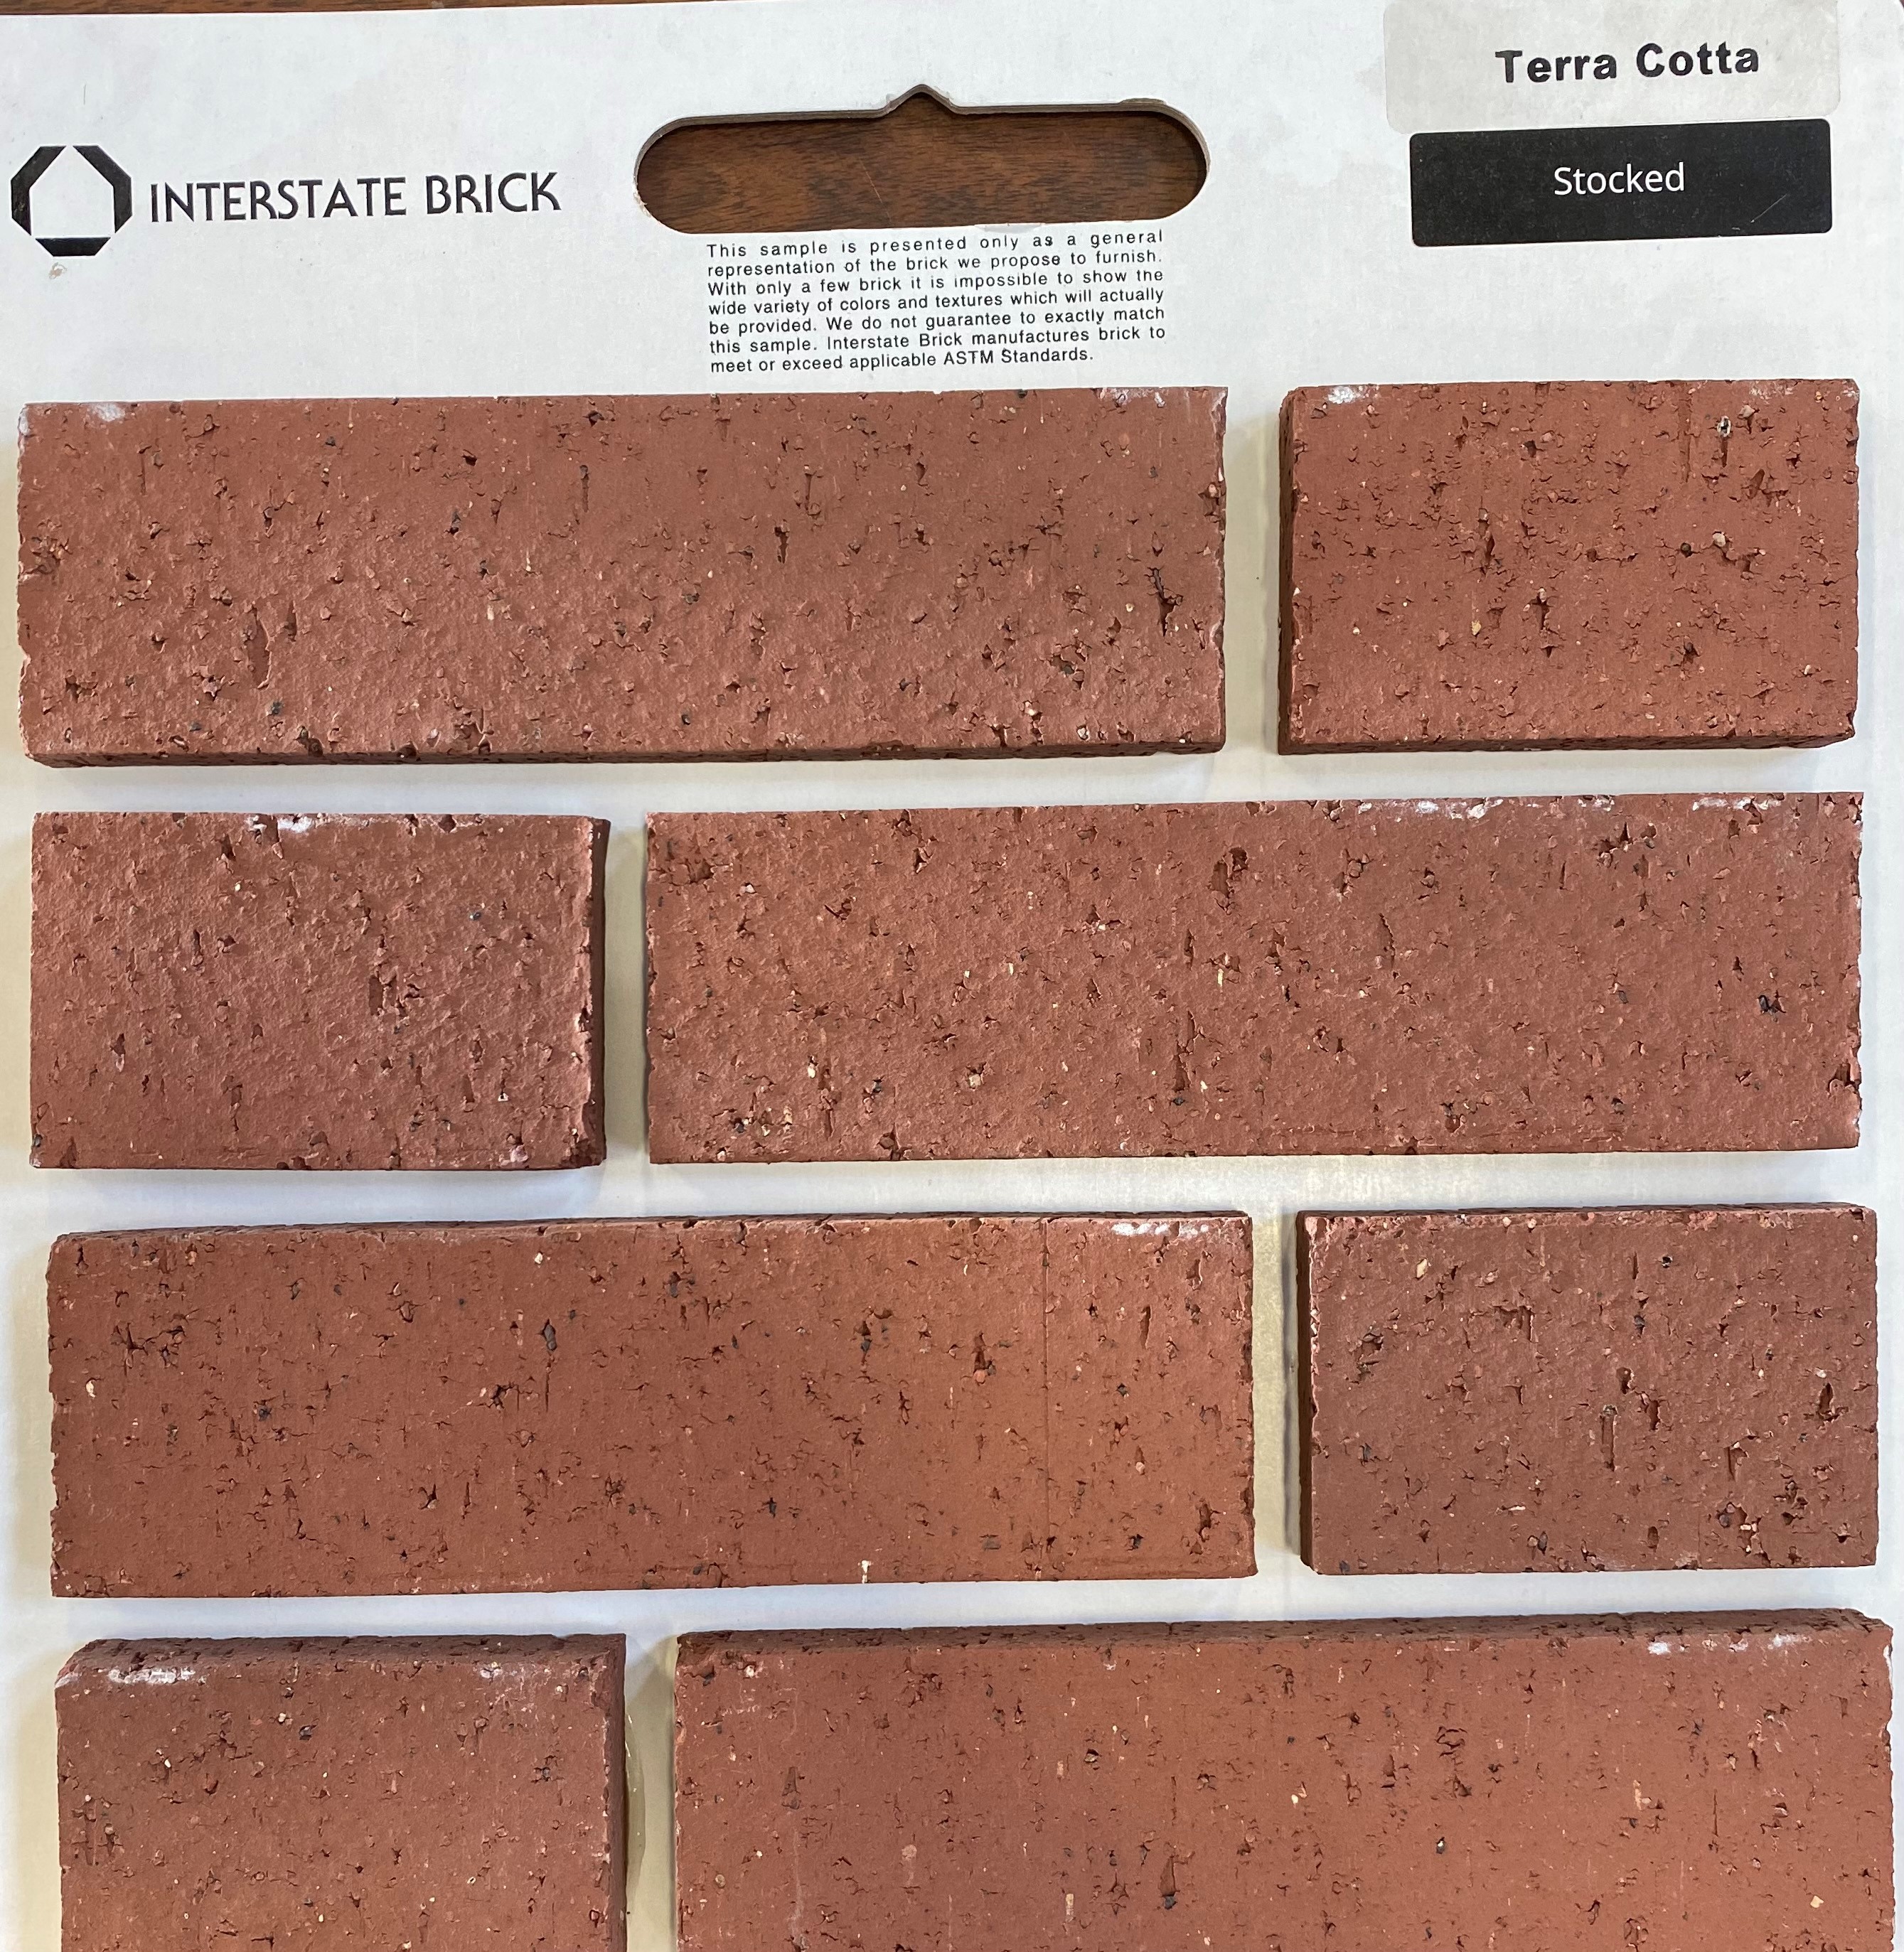 Terra Cotta
Stocked
INTERSTATE BRICK
This sample is presented only as a general
representation of the brick we propose to furnish.
With only a few brick it is impossible to show the
wide variety of colors and textures which will actually
be provided. We do not guarantee to exactly match
this sample. Interstate Brick manufactures brick to
meet or exceed applicable ASTM Standards.